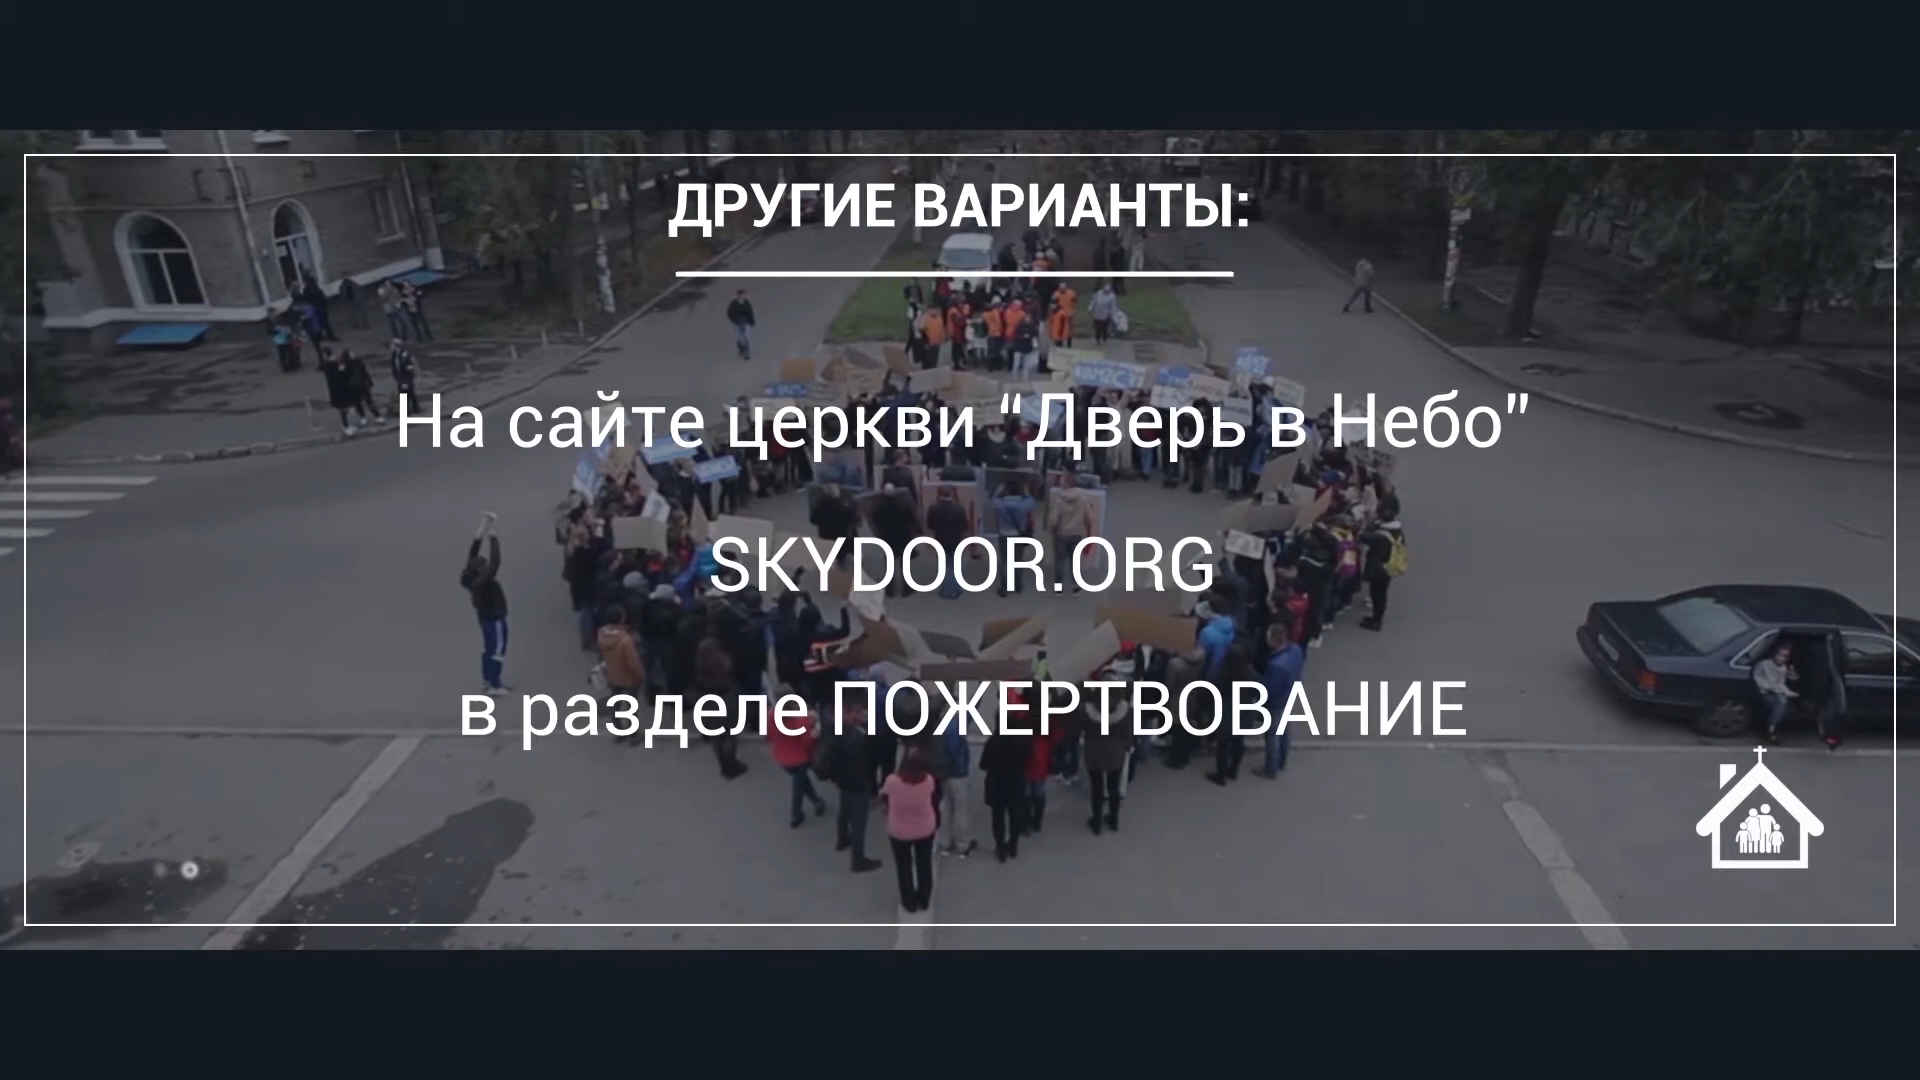 ДРУГИЕ ВАРИАНТЫ:
На сайте церкви “Дверь в Небо”
SKYDOOR.ORG
в разделе ПОЖЕРТВОВАНИЕ